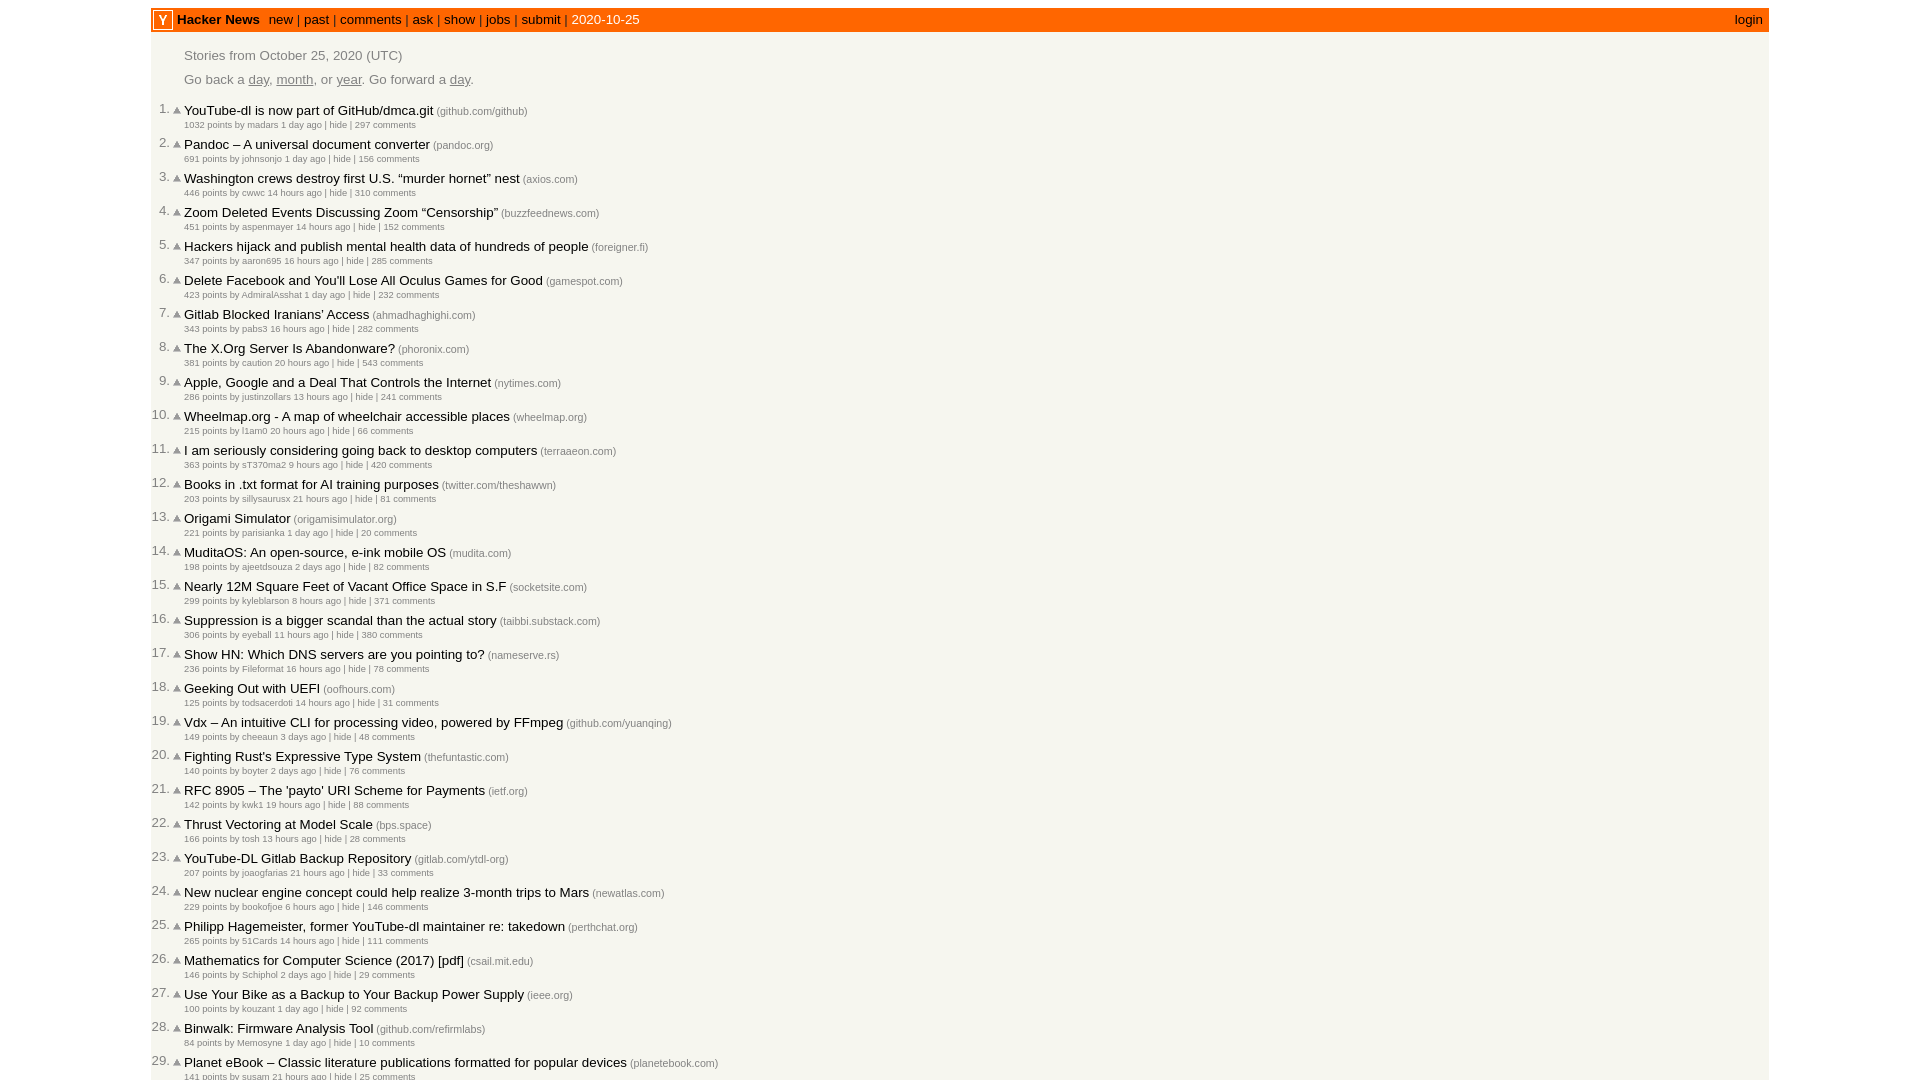 Y Hacker News new | past | comments | ask | show | jobs | submit | 2020-10-25 login
Stories from October 25, 2020 (UTC)
Go back a day, month, or year. Go forward a day.
1. YouTube-dl is now part of GitHub/dmca.git (github.com/github)
1032 points by madars 1 day ago | hide | 297 comments
2. Pandoc – A universal document converter (pandoc.org)
691 points by johnsonjo 1 day ago | hide | 156 comments
3. Washington crews destroy first U.S. “murder hornet” nest (axios.com)
446 points by cwwc 14 hours ago | hide | 310 comments
4. Zoom Deleted Events Discussing Zoom “Censorship” (buzzfeednews.com)
451 points by aspenmayer 14 hours ago | hide | 152 comments
5. Hackers hijack and publish mental health data of hundreds of people (foreigner.fi)
347 points by aaron695 16 hours ago | hide | 285 comments
6. Delete Facebook and You'll Lose All Oculus Games for Good (gamespot.com)
423 points by AdmiralAsshat 1 day ago | hide | 232 comments
7. Gitlab Blocked Iranians’ Access (ahmadhaghighi.com)
343 points by pabs3 16 hours ago | hide | 282 comments
8. The X.Org Server Is Abandonware? (phoronix.com)
381 points by caution 20 hours ago | hide | 543 comments
9. Apple, Google and a Deal That Controls the Internet (nytimes.com)
286 points by justinzollars 13 hours ago | hide | 241 comments
10. Wheelmap.org - A map of wheelchair accessible places (wheelmap.org)
215 points by l1am0 20 hours ago | hide | 66 comments
11. I am seriously considering going back to desktop computers (terraaeon.com)
363 points by sT370ma2 9 hours ago | hide | 420 comments
12. Books in .txt format for AI training purposes (twitter.com/theshawwn)
203 points by sillysaurusx 21 hours ago | hide | 81 comments
13. Origami Simulator (origamisimulator.org)
221 points by parisianka 1 day ago | hide | 20 comments
14. MuditaOS: An open-source, e-ink mobile OS (mudita.com)
198 points by ajeetdsouza 2 days ago | hide | 82 comments
15. Nearly 12M Square Feet of Vacant Office Space in S.F (socketsite.com)
299 points by kyleblarson 8 hours ago | hide | 371 comments
16. Suppression is a bigger scandal than the actual story (taibbi.substack.com)
306 points by eyeball 11 hours ago | hide | 380 comments
17. Show HN: Which DNS servers are you pointing to? (nameserve.rs)
236 points by Fileformat 16 hours ago | hide | 78 comments
18. Geeking Out with UEFI (oofhours.com)
125 points by todsacerdoti 14 hours ago | hide | 31 comments
19. Vdx – An intuitive CLI for processing video, powered by FFmpeg (github.com/yuanqing)
149 points by cheeaun 3 days ago | hide | 48 comments
20. Fighting Rust's Expressive Type System (thefuntastic.com)
140 points by boyter 2 days ago | hide | 76 comments
21. RFC 8905 – The 'payto' URI Scheme for Payments (ietf.org)
142 points by kwk1 19 hours ago | hide | 88 comments
22. Thrust Vectoring at Model Scale (bps.space)
166 points by tosh 13 hours ago | hide | 28 comments
23. YouTube-DL Gitlab Backup Repository (gitlab.com/ytdl-org)
207 points by joaogfarias 21 hours ago | hide | 33 comments
24. New nuclear engine concept could help realize 3-month trips to Mars (newatlas.com)
229 points by bookofjoe 6 hours ago | hide | 146 comments
25. Philipp Hagemeister, former YouTube-dl maintainer re: takedown (perthchat.org)
265 points by 51Cards 14 hours ago | hide | 111 comments
26. Mathematics for Computer Science (2017) [pdf] (csail.mit.edu)
146 points by Schiphol 2 days ago | hide | 29 comments
27. Use Your Bike as a Backup to Your Backup Power Supply (ieee.org)
100 points by kouzant 1 day ago | hide | 92 comments
28. Binwalk: Firmware Analysis Tool (github.com/refirmlabs)
84 points by Memosyne 1 day ago | hide | 10 comments
29. Planet eBook – Classic literature publications formatted for popular devices (planetebook.com)
141 points by susam 21 hours ago | hide | 25 comments